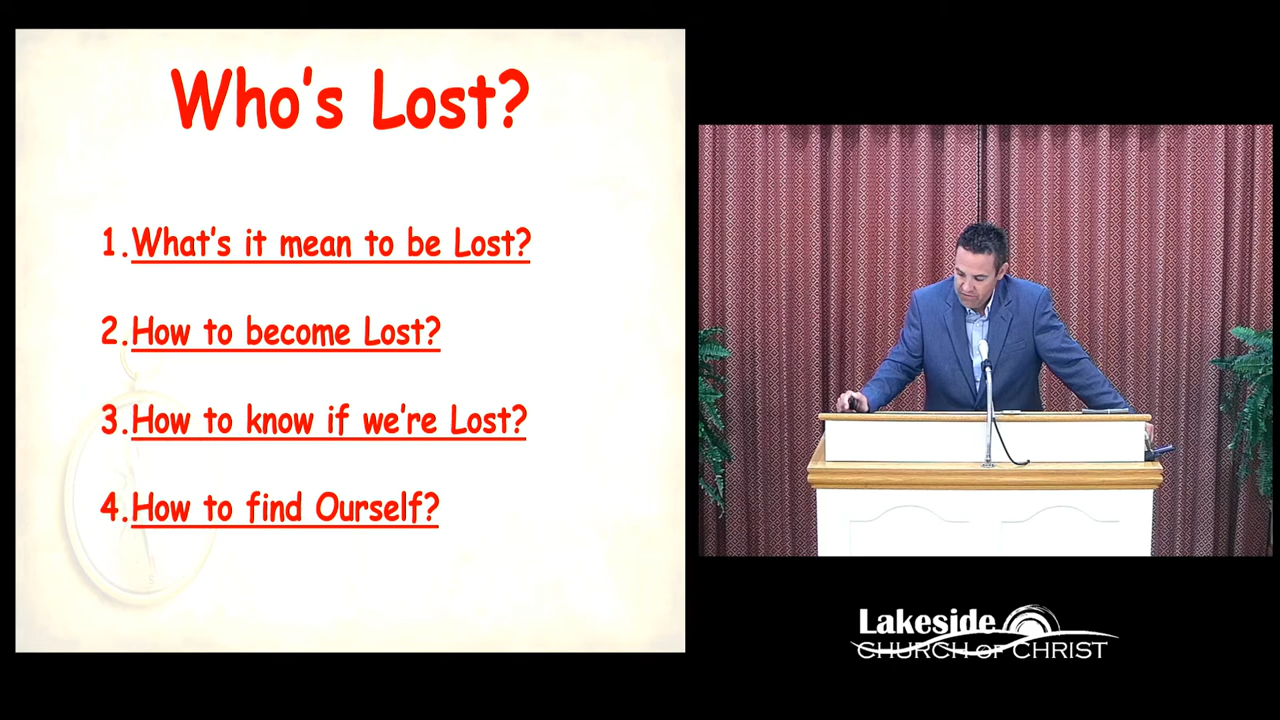 Who's Lost?
1.What's it mean to be Lost?
2.How to become Lost?
3.How to know if we're Lost?
4.How to find Ourself?
Lakeside
CHURCH OF CHRIST